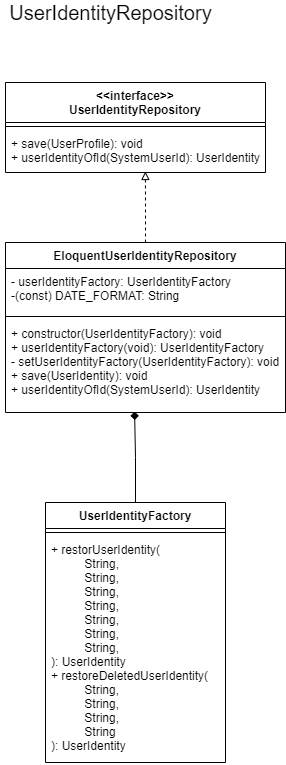 UserIdentityRepository
<<interface>>
UserIdentityRepository
+ save(UserProfile): void
+ userIdentityOfId(SystemUserId): UserIdentity
EloquentUserIdentityRepository
- userIdentityFactory: UserIdentityFactory
-(const) DATE_FORMAT: String
+ constructor(UserIdentityFactory): void
+ userIdentityFactory(void): UserIdentityFactory
- setUserIdentityFactory(UserIdentityFactory): void
+ save(UserIdentity): void
+ userIdentityOfId(SystemUserId): UserIdentity
UserIdentityFactory
+ restorUserIdentity(
String,
String,
String,
String,
String,
String,
String,
): UserIdentity
+ restoreDeletedUserIdentity(
String,
String,
String,
String
): UserIdentity